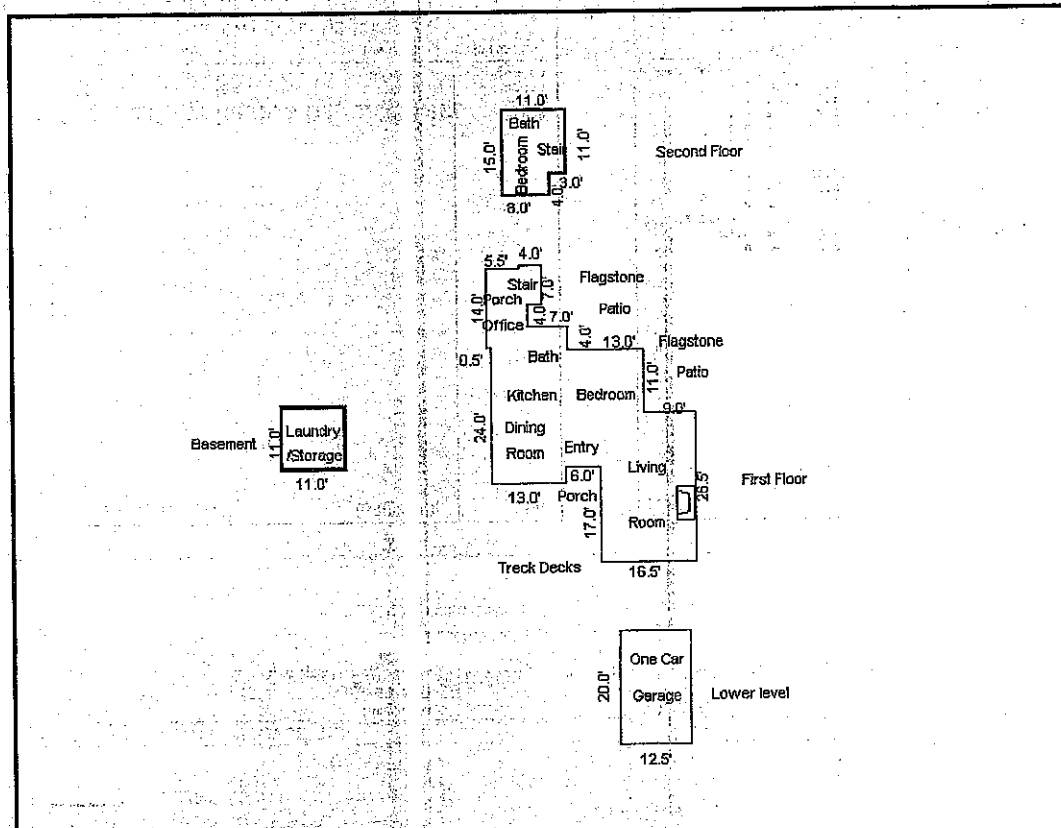 11.0'
Bath
15.0'
Bedroom
Stair
11.0'
Second Floor
3.0'
4.0'
8.0'
5.5'
4.0'
Stair
7.0'
Flagstone
Patio
14.0'
Porch
Office
4.0
7.0'
4.0'
13.0'
Flagstone
Patio
0.5'
Bath
11.0'
Kitchen
Bedroom
9.0'
Basement
11.0'
Laundry
/Storage
11.0'
24.0'
Dining
Room
Entry
6.0'
Living
Room
26.5'
First Floor
13.0'
Porch
17.0'
16.5'
Treck Decks
One Car
Garage
20.0'
Lower level
12.5'